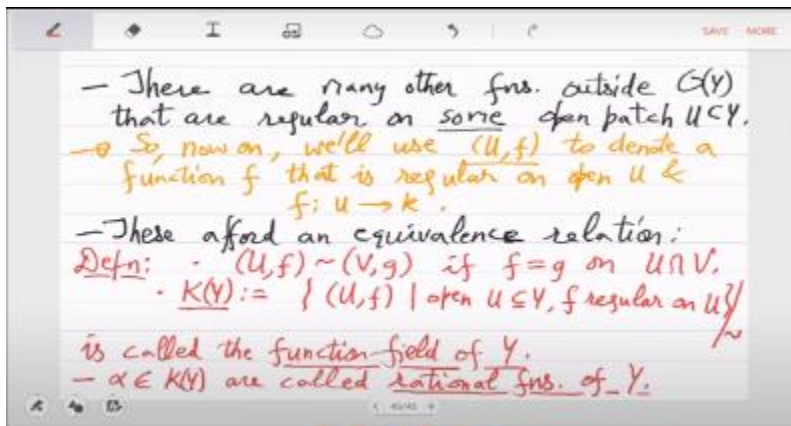 SAVE MORE
- There are many other fns. outside O(Y)
that are regular on some open patch U⊂Y.
→ So, now on, we'll use (U,f) to denote a
function f that is regular on open U &
f: U → k.
- These afford an equivalence relation:
Defn: · (U,f) ~ (V,g) if f=g on U∩V.
· K(Y) := { (U,f) | open U ⊆ Y, f regular on U}/~
is called the function-field of Y.
- α ∈ K(Y) are called rational fns. of Y.